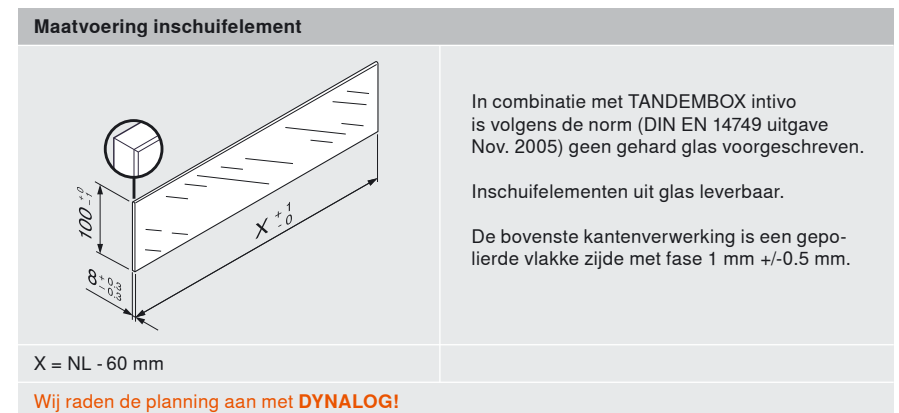 Maatvoering inschuifelement
In combinatie met TANDEMBOX intivo
is volgens de norm (DIN EN 14749 uitgave
Nov. 2005) geen gehard glas voorgeschreven.
Inschuifelementen uit glas leverbaar.
De bovenste kantenverwerking is een gepo-
lierde vlakke zijde met fase 1 mm +/-0.5 mm.
100 +0 -1
X +1 -0
8 +0.3 -0.3
X = NL - 60 mm
Wij raden de planning aan met DYNALOG!